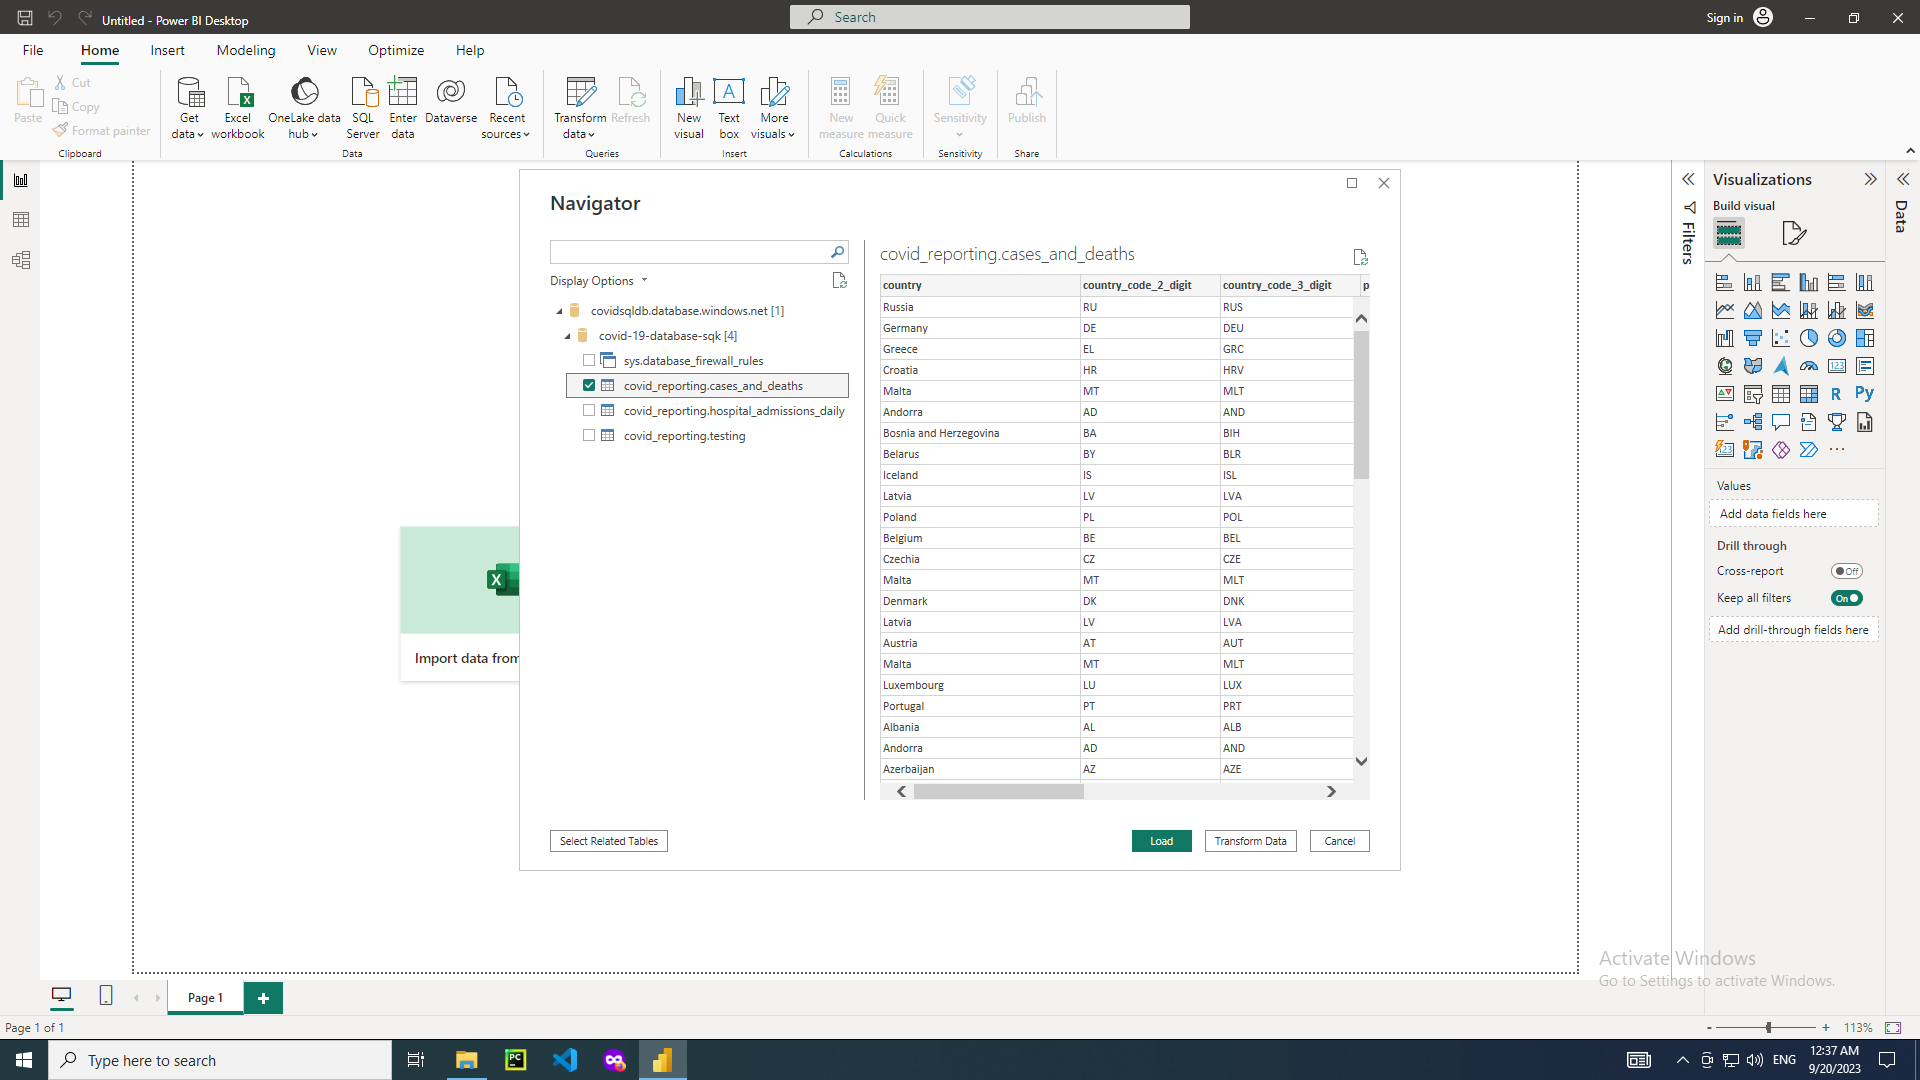 Untitled - Power BI Desktop
Search
Sign in
File
Home
Insert
Modeling
View
Optimize
Help
Paste
Cut
Copy
Format painter
Clipboard
Get data
Excel workbook
OneLake data hub
SQL Server
Enter data
Dataverse
Recent sources
Data
Transform data
Refresh
Queries
New visual
Text box
More visuals
Insert
New measure
Quick measure
Calculations
Sensitivity
Sensitivity
Publish
Share
Navigator
Display Options
covidsqldb.database.windows.net [1]
covid-19-database-sqk [4]
sys.database_firewall_rules
covid_reporting.cases_and_deaths
covid_reporting.hospital_admissions_daily
covid_reporting.testing
covid_reporting.cases_and_deaths
country country_code_2_digit country_code_3_digit p
Russia RU RUS
Germany DE DEU
Greece EL GRC
Croatia HR HRV
Malta MT MLT
Andorra AD AND
Bosnia and Herzegovina BA BIH
Belarus BY BLR
Iceland IS ISL
Latvia LV LVA
Poland PL POL
Belgium BE BEL
Czechia CZ CZE
Malta MT MLT
Denmark DK DNK
Latvia LV LVA
Austria AT AUT
Malta MT MLT
Luxembourg LU LUX
Portugal PT PRT
Albania AL ALB
Andorra AD AND
Azerbaijan AZ AZE
Select Related Tables
Load
Transform Data
Cancel
Import data from
Filters
Visualizations
Build visual
123
R
Py
123
Values
Add data fields here
Drill through
Cross-report
Off
Keep all filters
On
Add drill-through fields here
Data
Activate Windows
Go to Settings to activate Windows.
Page 1
Page 1 of 1
- + 113%
Type here to search
PC
ENG
12:37 AM
9/20/2023